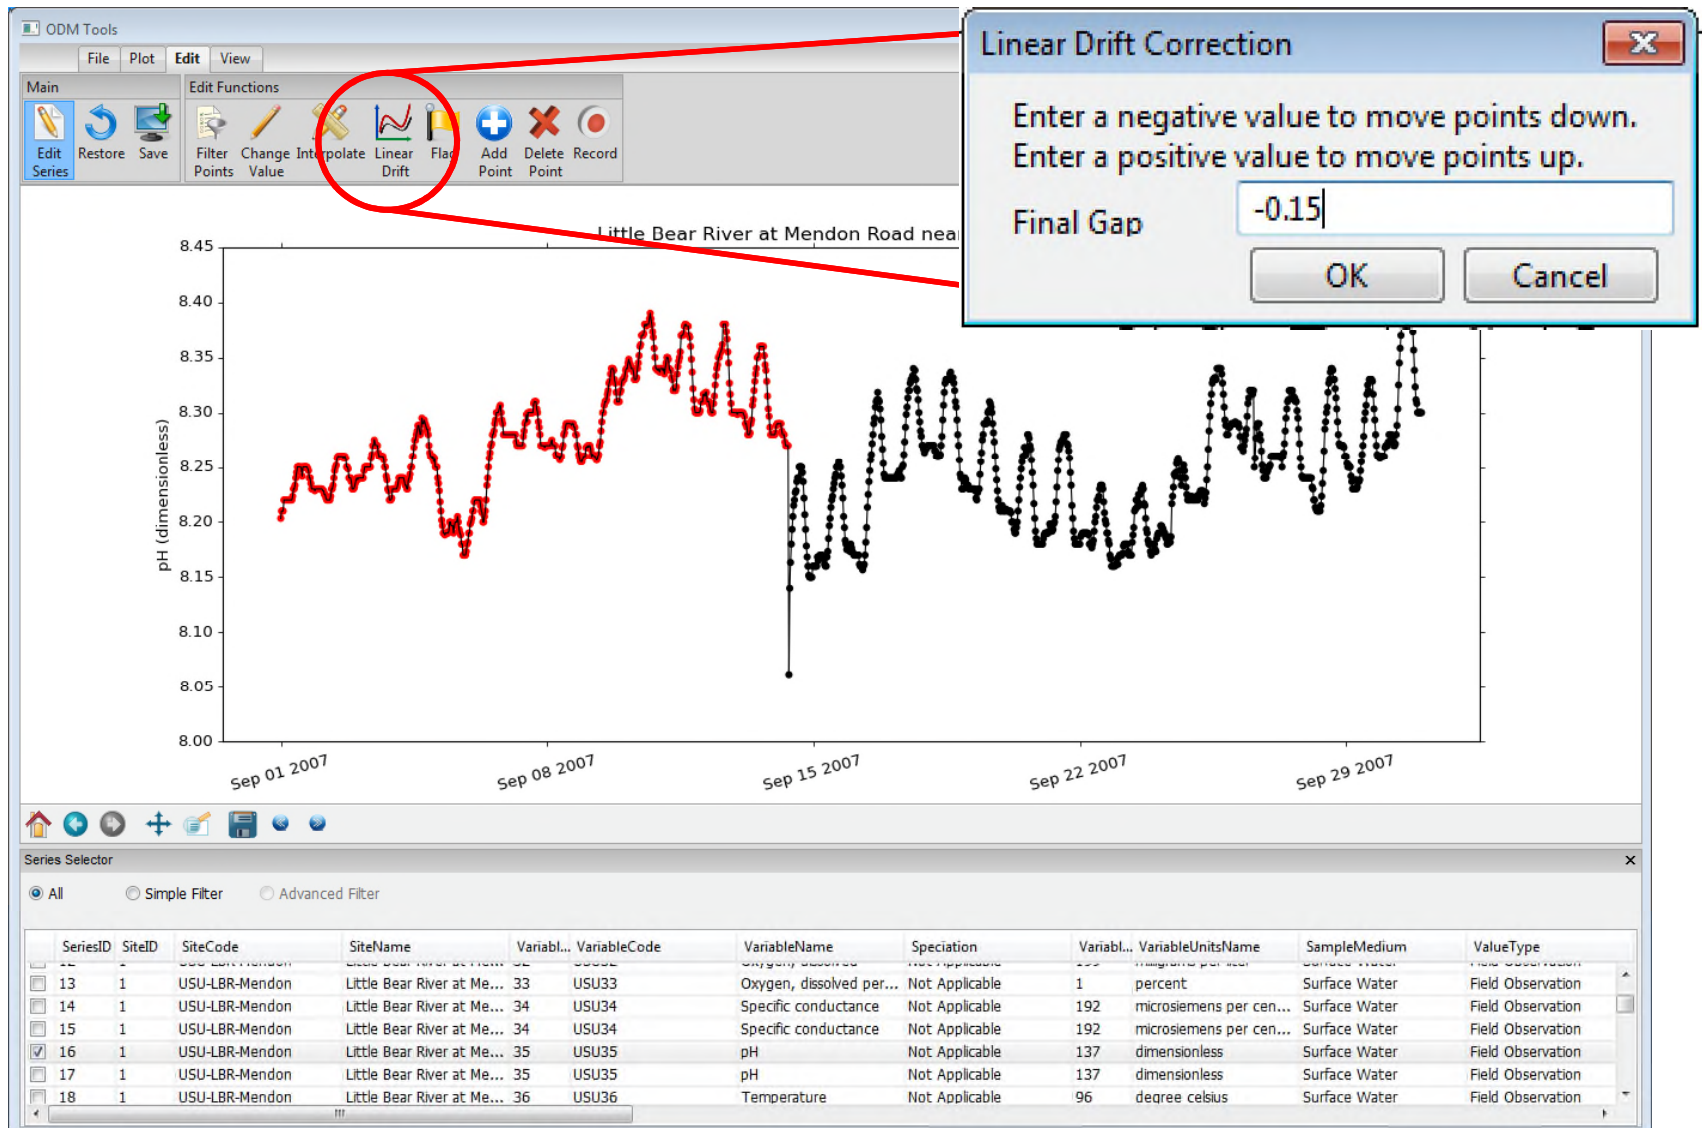 ODM Tools
File Plot Edit View
Main
Edit Functions
Edit Series
Restore
Save
Filter Points
Change Value
Interpolate
Linear Drift
Flag
Add Point
Delete Point
Record
Linear Drift Correction
Enter a negative value to move points down.
Enter a positive value to move points up.
Final Gap
-0.15
OK Cancel
Little Bear River at Mendon Road near
pH (dimensionless)
8.45
8.40
8.35
8.30
8.25
8.20
8.15
8.10
8.05
8.00
Sep 01 2007 Sep 08 2007 Sep 15 2007 Sep 22 2007 Sep 29 2007
Series Selector
All Simple Filter Advanced Filter
SeriesID SiteID SiteCode SiteName Variabl... VariableCode VariableName Speciation Variabl... VariableUnitsName SampleMedium ValueType
13 1 USU-LBR-Mendon Little Bear River at Me... 33 USU33 Oxygen, dissolved per... Not Applicable 1 percent Surface Water Field Observation
14 1 USU-LBR-Mendon Little Bear River at Me... 34 USU34 Specific conductance Not Applicable 192 microsiemens per cen... Surface Water Field Observation
15 1 USU-LBR-Mendon Little Bear River at Me... 34 USU34 Specific conductance Not Applicable 192 microsiemens per cen... Surface Water Field Observation
16 1 USU-LBR-Mendon Little Bear River at Me... 35 USU35 pH Not Applicable 137 dimensionless Surface Water Field Observation
17 1 USU-LBR-Mendon Little Bear River at Me... 35 USU35 pH Not Applicable 137 dimensionless Surface Water Field Observation
18 1 USU-LBR-Mendon Little Bear River at Me... 36 USU36 Temperature Not Applicable 96 degree celsius Surface Water Field Observation